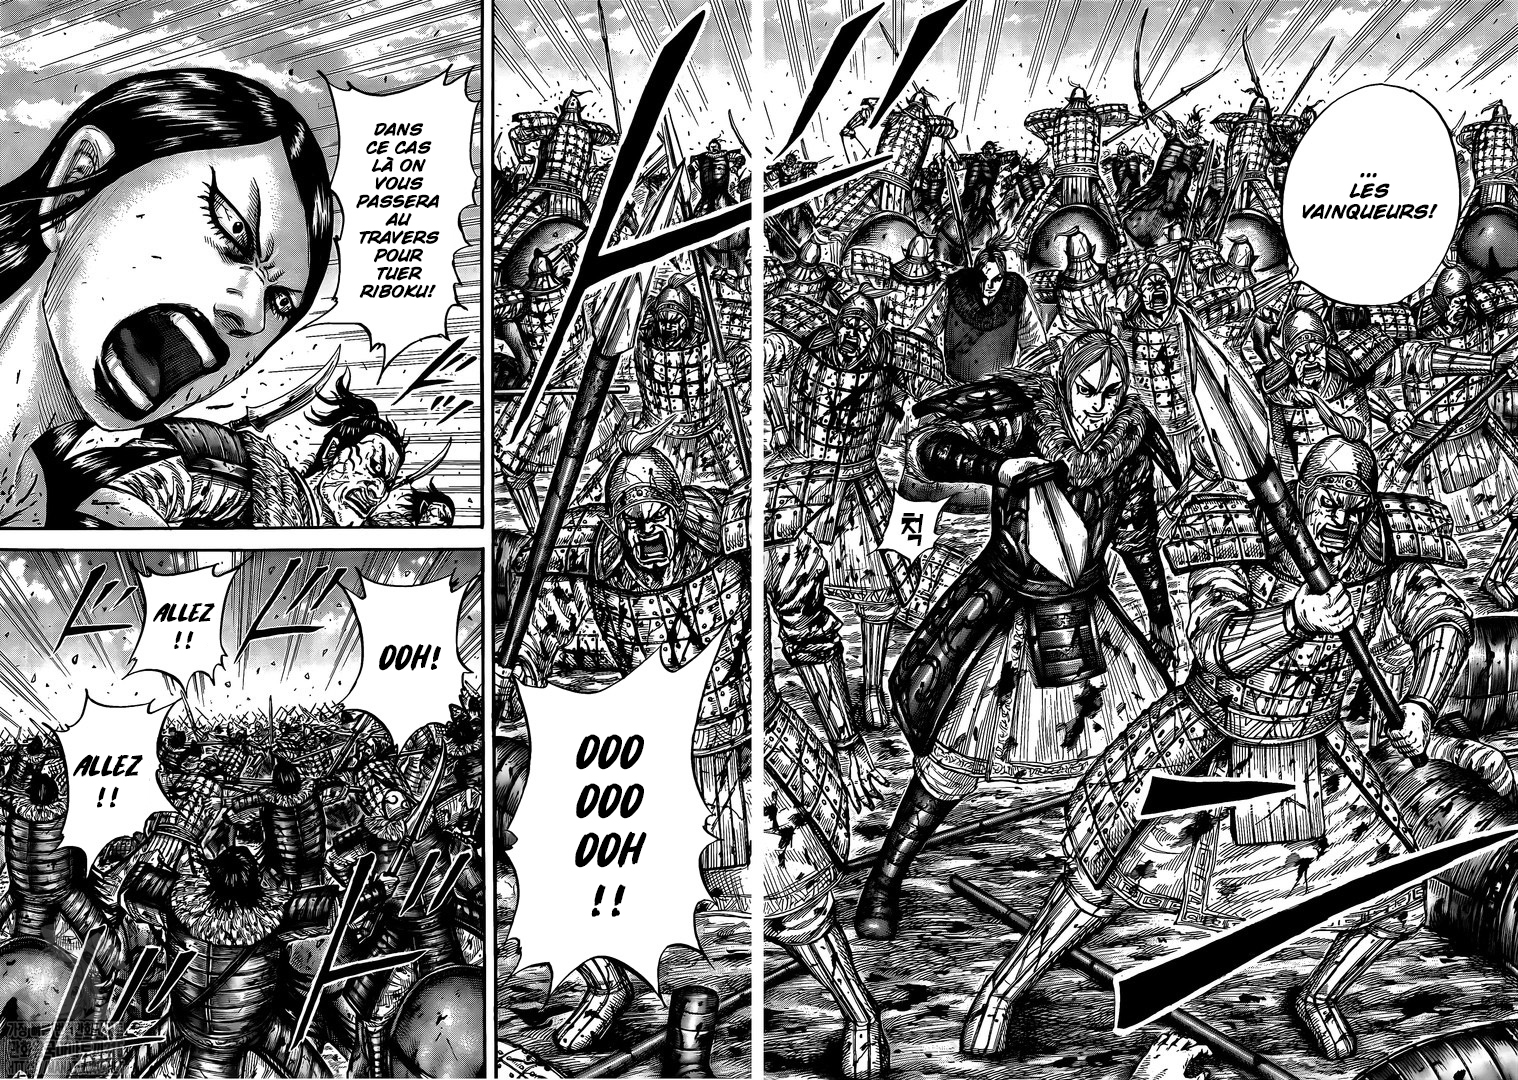 ...
LES
VAINQUEURS!
척
OOO
OOO
OOH
!!
DANS
CE CAS
LÀ ON
VOUS
PASSERA
AU
TRAVERS
POUR
TUER
RIBOKU!
OOH!
ALLEZ
!!
ALLEZ
!!